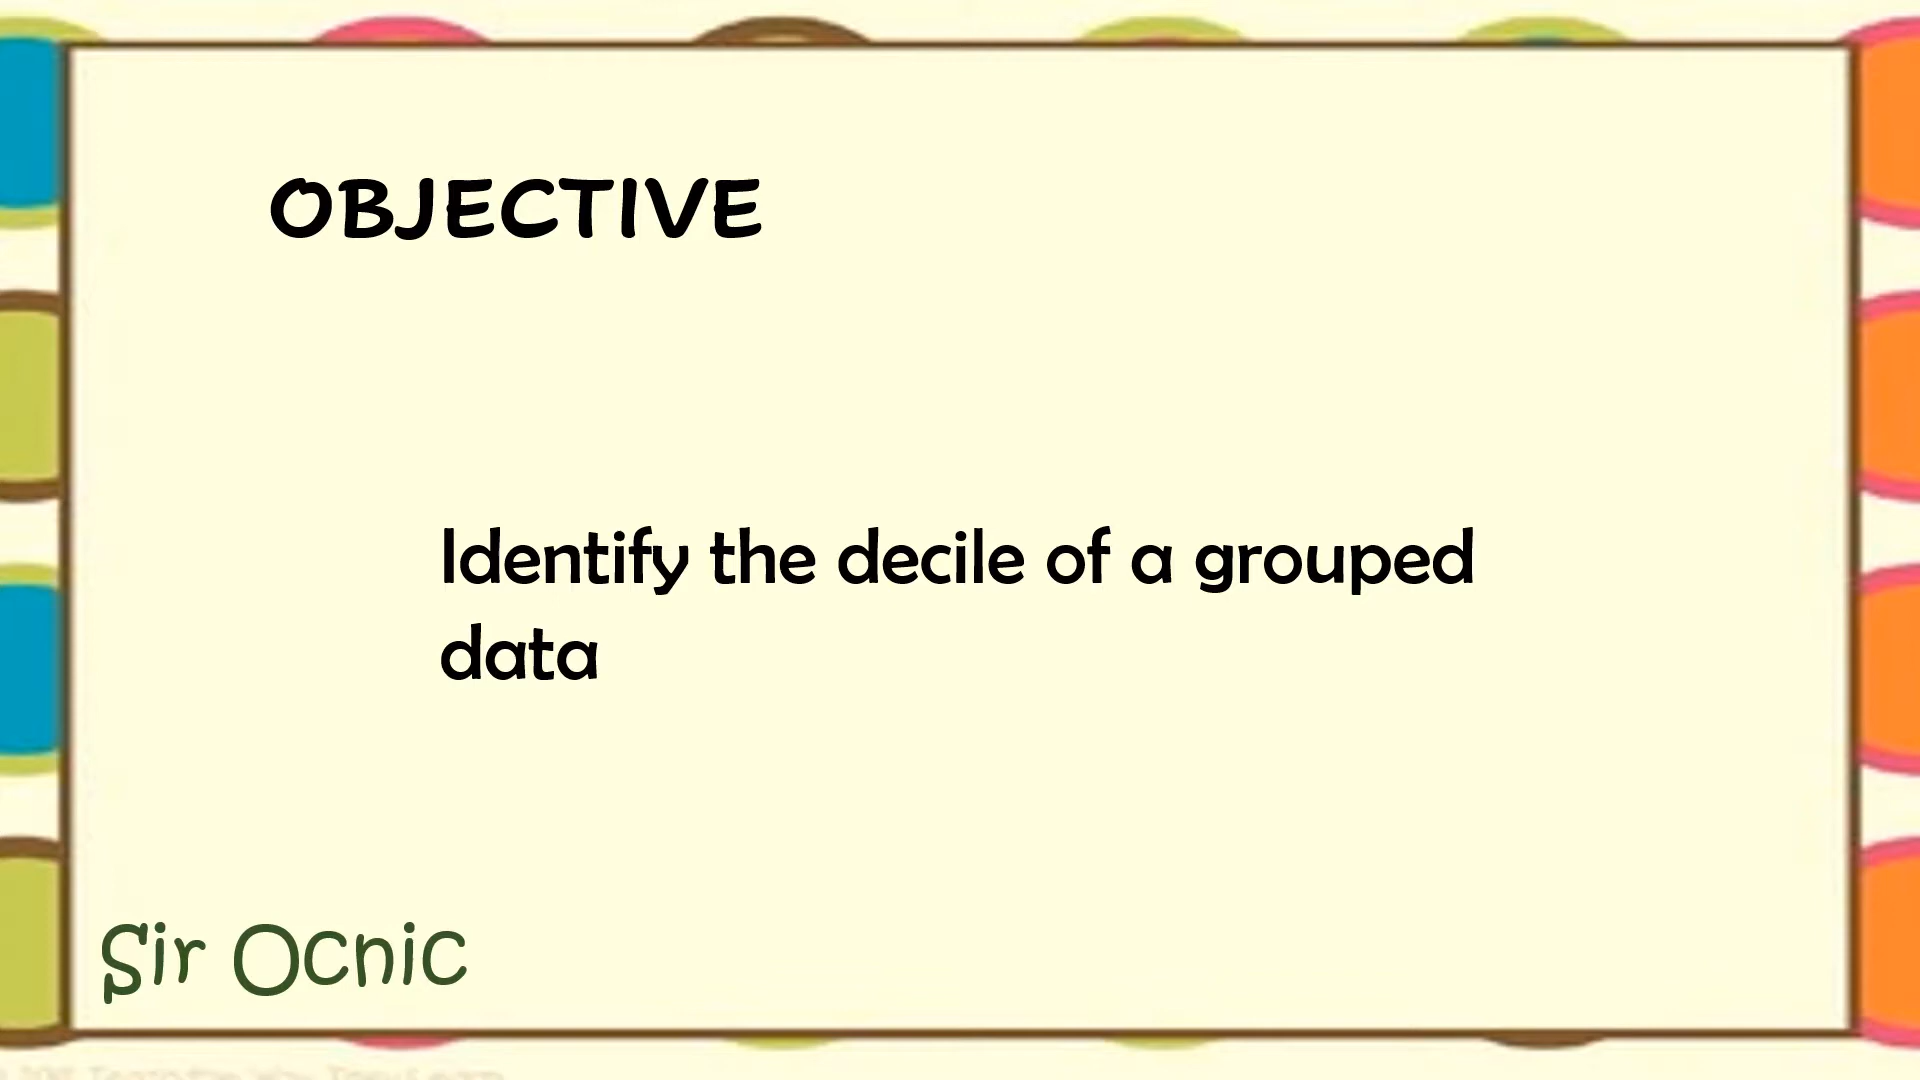 OBJECTIVE
Identify the decile of a grouped
data
Sir Ocnic